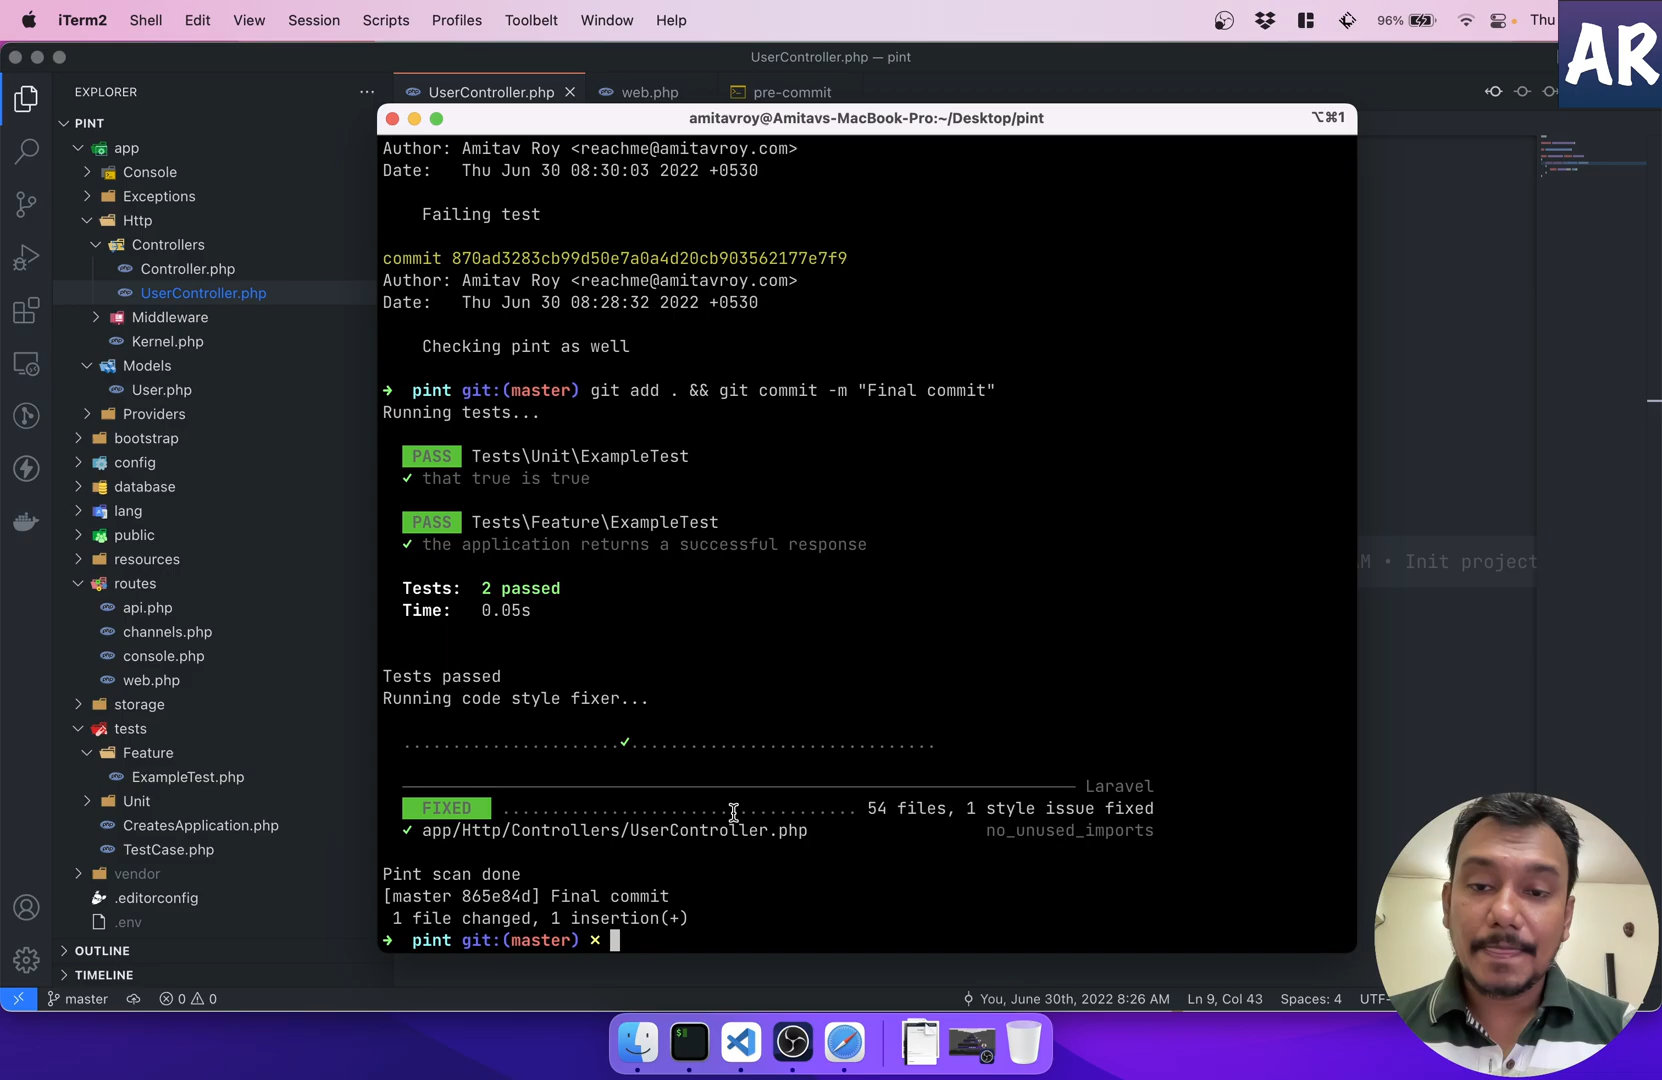 iTerm2 Shell Edit View Session Scripts Profiles Toolbelt Window Help 96% Thu
AR
UserController.php — pint
EXPLORER
UserController.php
web.php
pre-commit
PINT
app
Console
Exceptions
Http
Controllers
Controller.php
UserController.php
Middleware
Kernel.php
Models
User.php
Providers
bootstrap
config
database
lang
public
resources
routes
api.php
channels.php
console.php
web.php
storage
tests
Feature
ExampleTest.php
Unit
CreatesApplication.php
TestCase.php
vendor
.editorconfig
.env
OUTLINE
TIMELINE
amitavroy@Amitavs-MacBook-Pro:~/Desktop/pint
⌥⌘1
Author: Amitav Roy <reachme@amitavroy.com>
Date: Thu Jun 30 08:30:03 2022 +0530
Failing test
commit 870ad3283cb99d50e7a0a4d20cb903562177e7f9
Author: Amitav Roy <reachme@amitavroy.com>
Date: Thu Jun 30 08:28:32 2022 +0530
Checking pint as well
➜ pint git:(master) git add . && git commit -m "Final commit"
Running tests...
PASS Tests\Unit\ExampleTest
✓ that true is true
PASS Tests\Feature\ExampleTest
✓ the application returns a successful response
Tests: 2 passed
Time: 0.05s
Tests passed
Running code style fixer...
......................✓...............................
Laravel
FIXED .................................... 54 files, 1 style issue fixed
✓ app/Http/Controllers/UserController.php no_unused_imports
Pint scan done
[master 865e84d] Final commit
1 file changed, 1 insertion(+)
➜ pint git:(master) ✗
M • Init project
master 0 0 You, June 30th, 2022 8:26 AM Ln 9, Col 43 Spaces: 4 UTF-